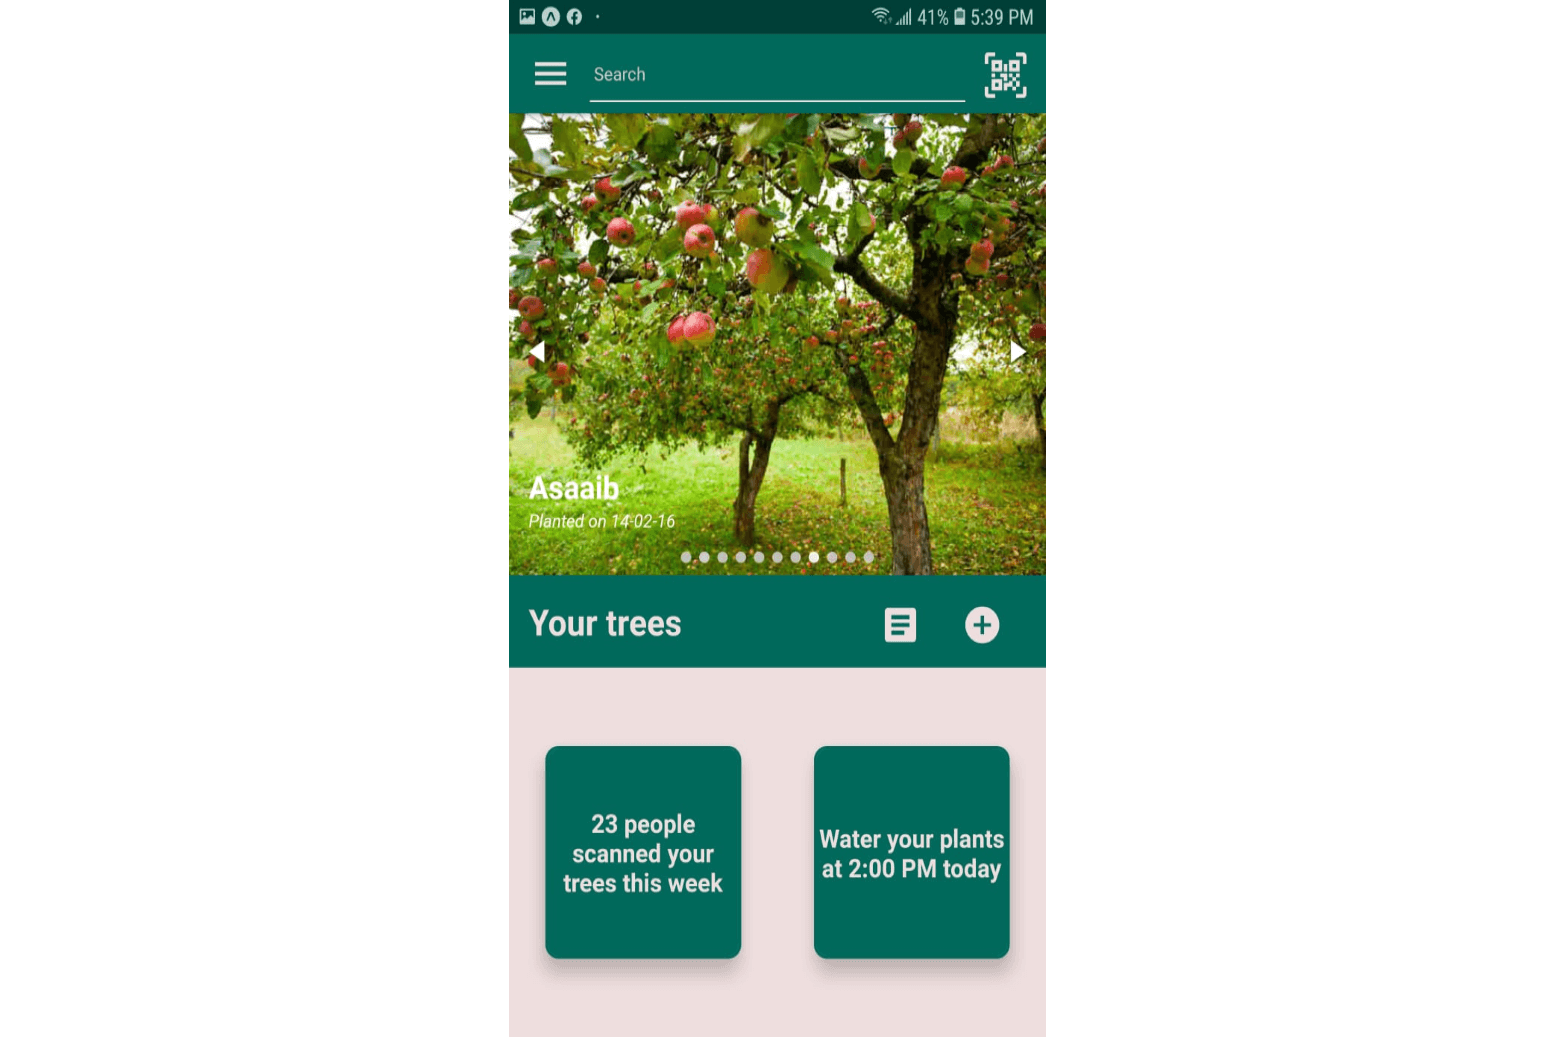 41% 5:39 PM
Search
Asaaib
Planted on 14-02-16
Your trees
23 people
scanned your
trees this week
Water your plants
at 2:00 PM today